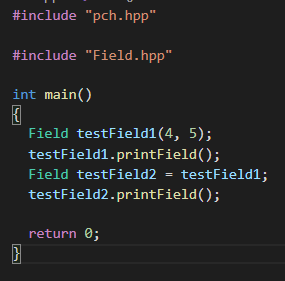 #include "pch.hpp"
#include "Field.hpp"
int main()
{
  Field testField1(4, 5);
  testField1.printField();
  Field testField2 = testField1;
  testField2.printField();
  return 0;
}